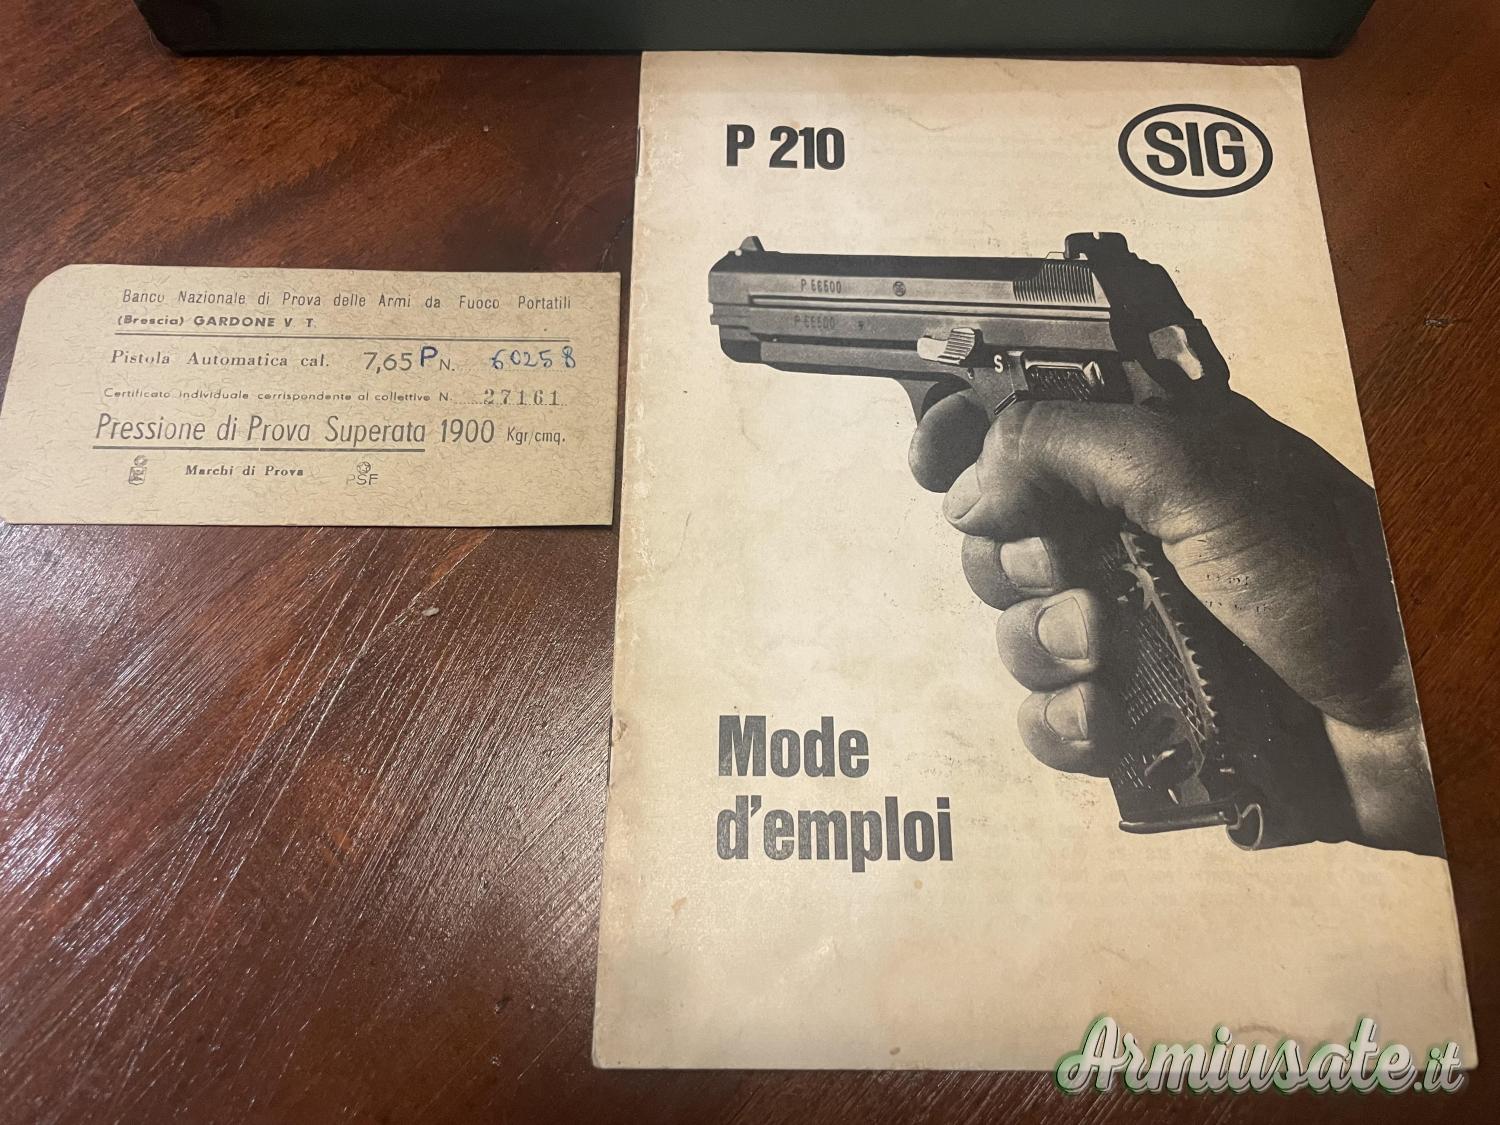 Banco Nazionale di Prova delle Armi da Fuoco Portatili
(Brescia) GARDONE V. T.
Pistola Automatica cal. 7,65 P N. 60258
Certificato individuale corrispondente al collettivo N. 27161
Pressione di Prova Superata 1900 Kgr/cmq.
Marchi di Prova
PSF
P 210
SIG
P 66600
P 66600
S
Mode
d'emploi
Armiusate.it